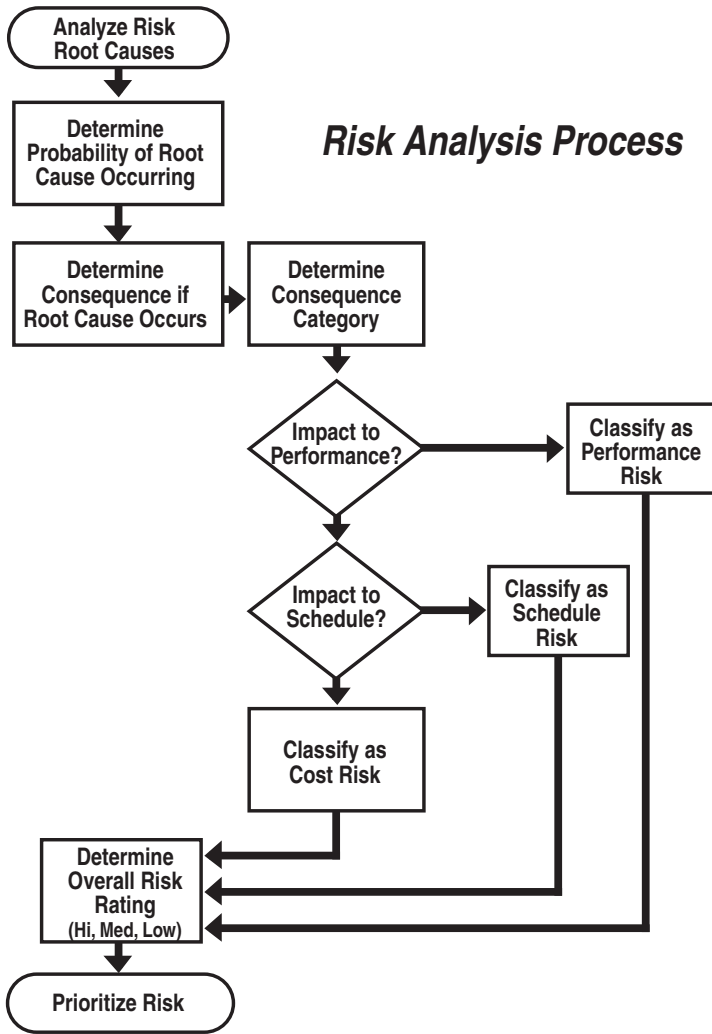 Analyze Risk
Root Causes
Determine
Probability of Root
Cause Occurring
Risk Analysis Process
Determine
Consequence if
Root Cause Occurs
Determine
Consequence
Category
Impact to
Performance?
Classify as
Performance
Risk
Impact to
Schedule?
Classify as
Schedule
Risk
Classify as
Cost Risk
Determine
Overall Risk
Rating
(Hi, Med, Low)
Prioritize Risk